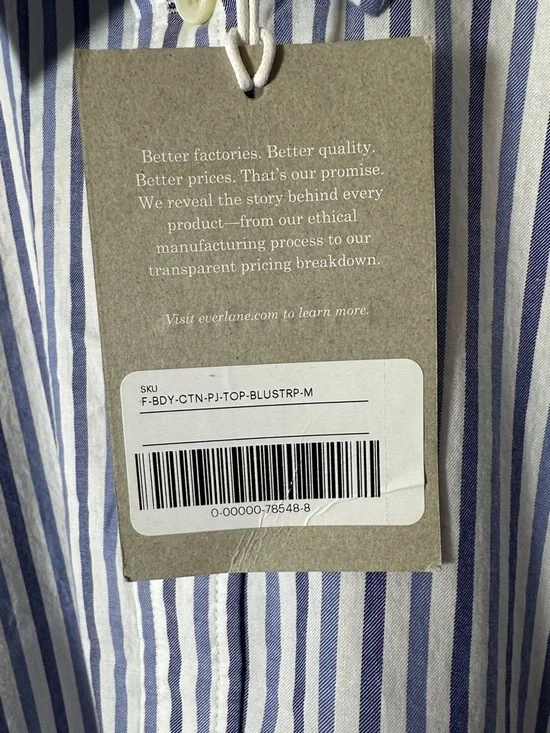 Better factories. Better quality.
Better prices. That's our promise.
We reveal the story behind every
product—from our ethical
manufacturing process to our
transparent pricing breakdown.
Visit everlane.com to learn more.
SKU
F-BDY-CTN-PJ-TOP-BLUSTRP-M
0-00000-78548-8